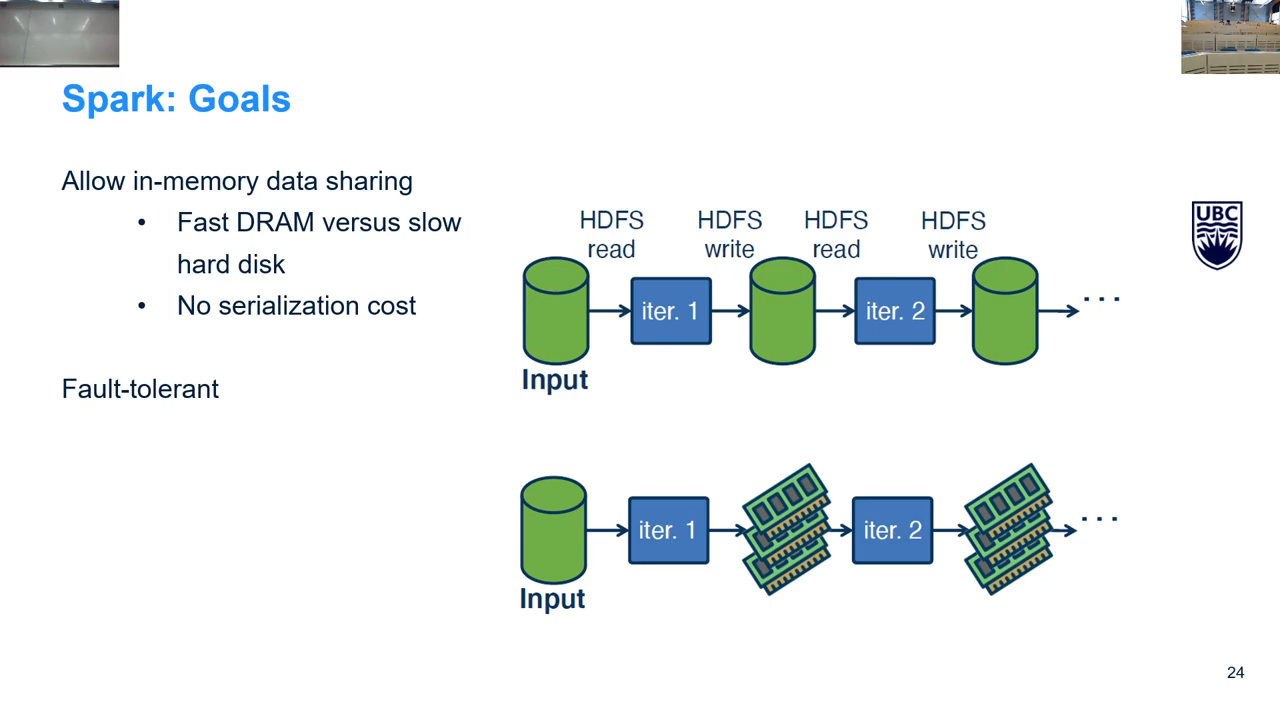 Spark: Goals
Allow in-memory data sharing
• Fast DRAM versus slow
hard disk
• No serialization cost
Fault-tolerant
HDFS read
HDFS write
HDFS read
HDFS write
iter. 1
iter. 2
...
Input
iter. 1
iter. 2
...
Input
UBC
24